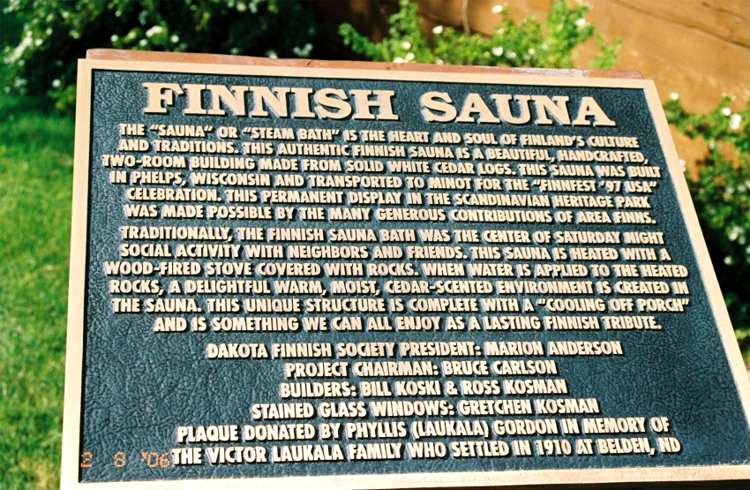 FINNISH SAUNA
THE "SAUNA" OR "STEAM BATH" IS THE HEART AND SOUL OF FINLAND'S CULTURE
AND TRADITIONS. THIS AUTHENTIC FINNISH SAUNA IS A BEAUTIFUL, HANDCRAFTED,
TWO-ROOM BUILDING MADE FROM SOLID WHITE CEDAR LOGS. THIS SAUNA WAS BUILT
IN PHELPS, WISCONSIN AND TRANSPORTED TO MINOT FOR THE "FINNFEST '97 USA"
CELEBRATION. THIS PERMANENT DISPLAY IN THE SCANDINAVIAN HERITAGE PARK
WAS MADE POSSIBLE BY THE MANY GENEROUS CONTRIBUTIONS OF AREA FINNS.
TRADITIONALLY, THE FINNISH SAUNA BATH WAS THE CENTER OF SATURDAY NIGHT
SOCIAL ACTIVITY WITH NEIGHBORS AND FRIENDS. THIS SAUNA IS HEATED WITH A
WOOD-FIRED STOVE COVERED WITH ROCKS. WHEN WATER IS APPLIED TO THE HEATED
ROCKS, A DELIGHTFUL WARM, MOIST, CEDAR-SCENTED ENVIRONMENT IS CREATED IN
THE SAUNA. THIS UNIQUE STRUCTURE IS COMPLETE WITH A "COOLING OFF PORCH"
AND IS SOMETHING WE CAN ALL ENJOY AS A LASTING FINNISH TRIBUTE.
DAKOTA FINNISH SOCIETY PRESIDENT: MARION ANDERSON
PROJECT CHAIRMAN: BRUCE CARLSON
BUILDERS: BILL KOSKI & ROSS KOSMAN
STAINED GLASS WINDOWS: GRETCHEN KOSMAN
PLAQUE DONATED BY PHYLLIS (LAUKALA) GORDON IN MEMORY OF
THE VICTOR LAUKALA FAMILY WHO SETTLED IN 1910 AT BELDEN, ND
2 8 '06